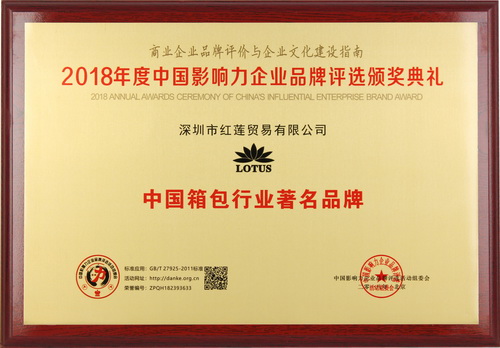 商业企业品牌评价与企业文化建设指南
2018年度中国影响力企业品牌评选颁奖典礼
2018 ANNUAL AWARDS CEREMONY OF CHINA'S INFLUENTIAL ENTERPRISE BRAND AWARD
深圳市红莲贸易有限公司
LOTUS
中国箱包行业著名品牌
标准应用：GB/T 27925-2011标准
活动网址：http://danke.org.cn
荣誉编号：ZPQH182393633